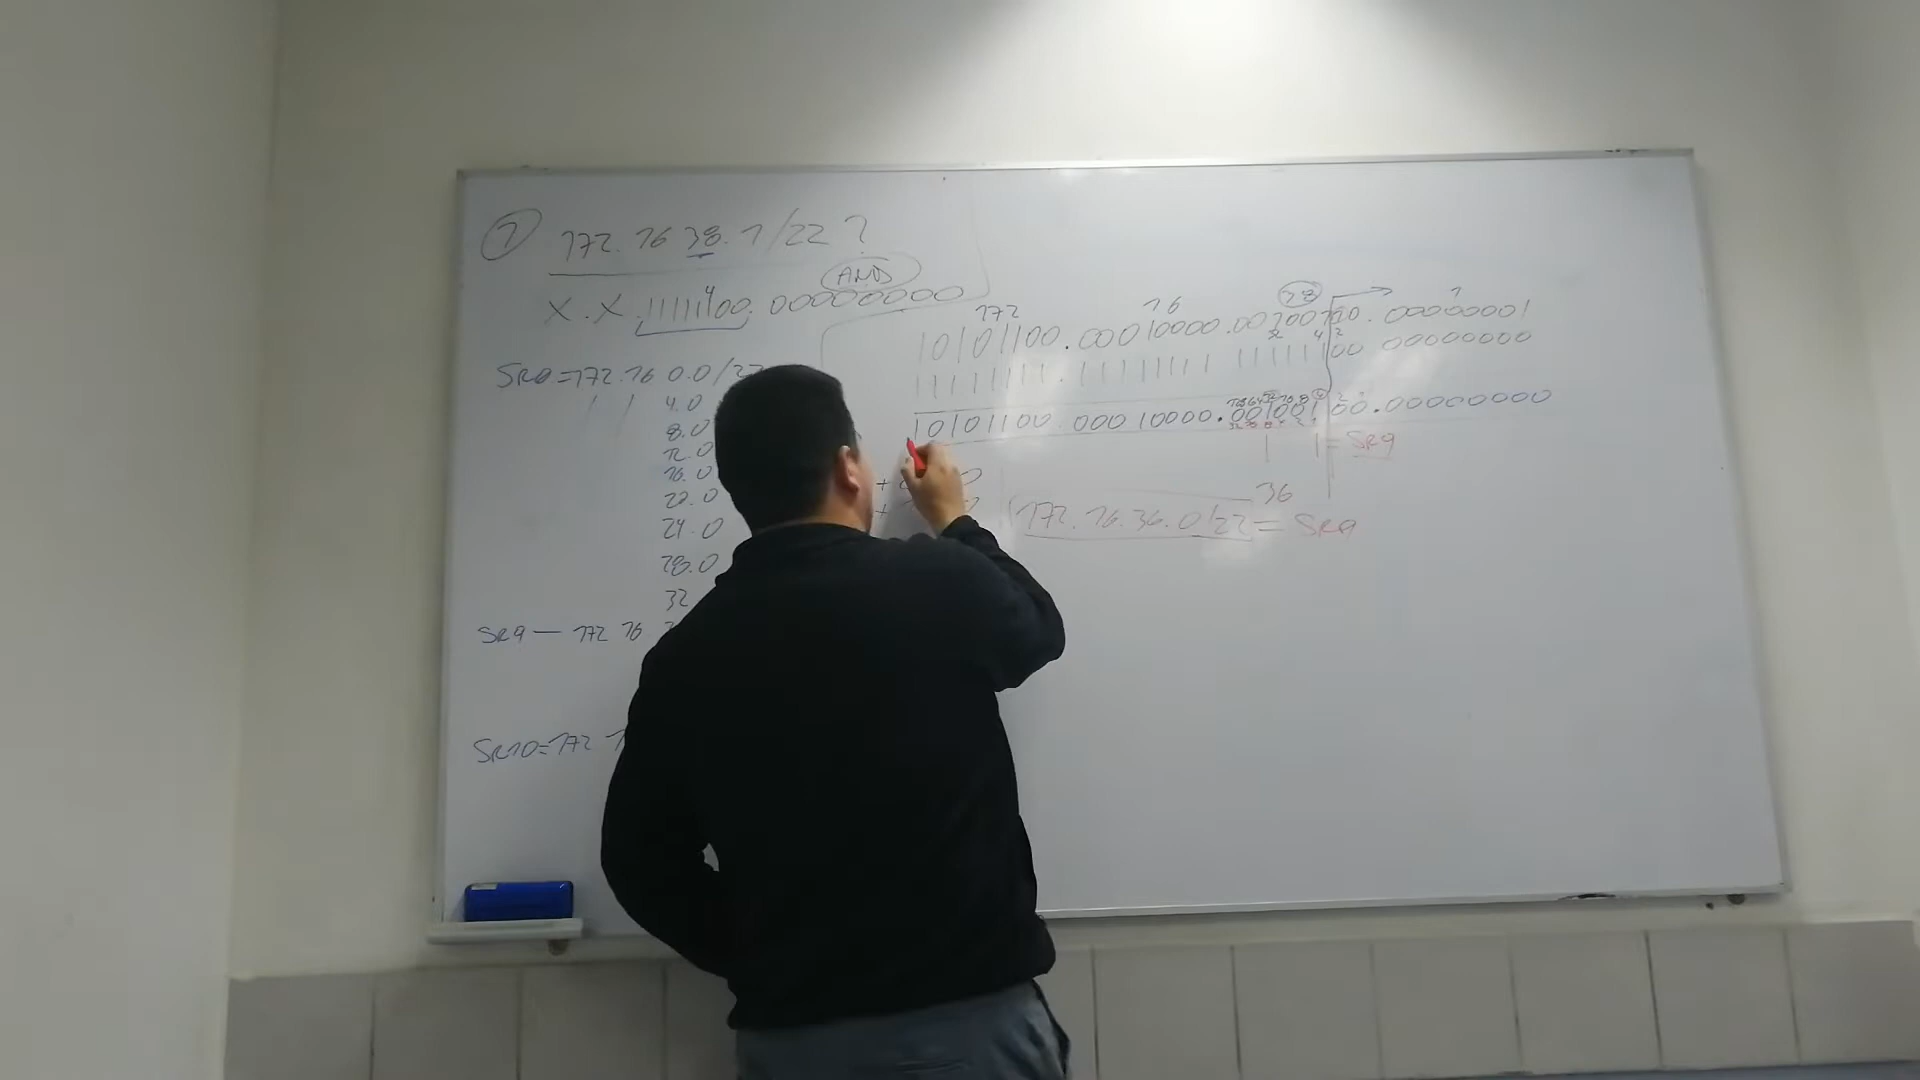 1 172.16 38.1/22 ?
AND
X.X.11111100.00000000
SR0=172.16 0.0/22
4.0
8.0
12.0
16.0
20.0
24.0
28.0
32
SR9 — 172 16
SR10=172
172 16 38 1
10101100.00010000.00100110.00000001
11111111.11111111 11111100 00000000
10101100.00010000.00100100.00000000
1 1 = SR9
36
172.16.36.0/22 = SR9